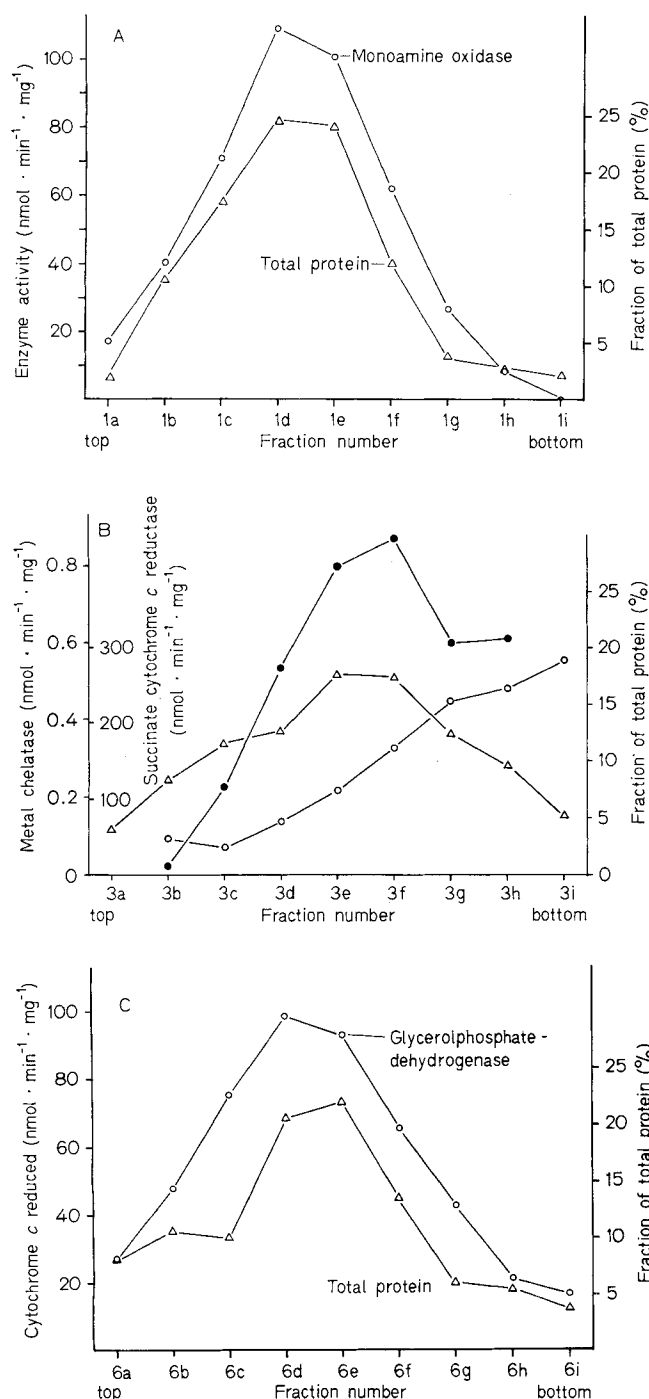 A
Monoamine oxidase
Total protein
Enzyme activity (nmol · min⁻¹ · mg⁻¹)
100
80
60
40
20
Fraction of total protein (%)
25
20
15
10
5
1a 1b 1c 1d 1e 1f 1g 1h 1i
top Fraction number bottom
B
Metal chelatase (nmol · min⁻¹ · mg⁻¹)
0.8
0.6
0.4
0.2
0
Succinate cytochrome c reductase
(nmol · min⁻¹ · mg⁻¹)
300
200
100
Fraction of total protein (%)
25
20
15
10
5
0
3a 3b 3c 3d 3e 3f 3g 3h 3i
top Fraction number bottom
C
Glycerolphosphate-
dehydrogenase
Total protein
Cytochrome c reduced (nmol · min⁻¹ · mg⁻¹)
100
80
60
40
20
Fraction of total protein (%)
25
20
15
10
5
6a 6b 6c 6d 6e 6f 6g 6h 6i
top Fraction number bottom